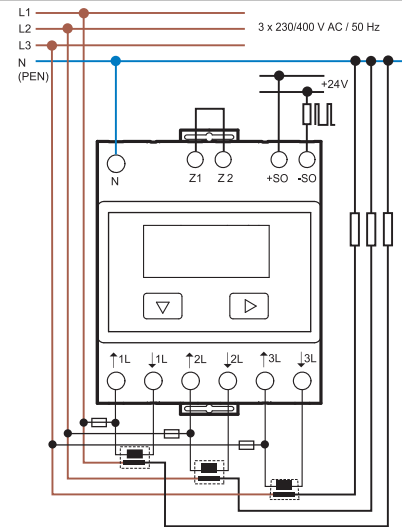 L1
L2
3 x 230/400 V AC / 50 Hz
L3
N
(PEN)
+24V
N
Z1
Z 2
+SO
-SO
1L
1L
2L
2L
3L
3L